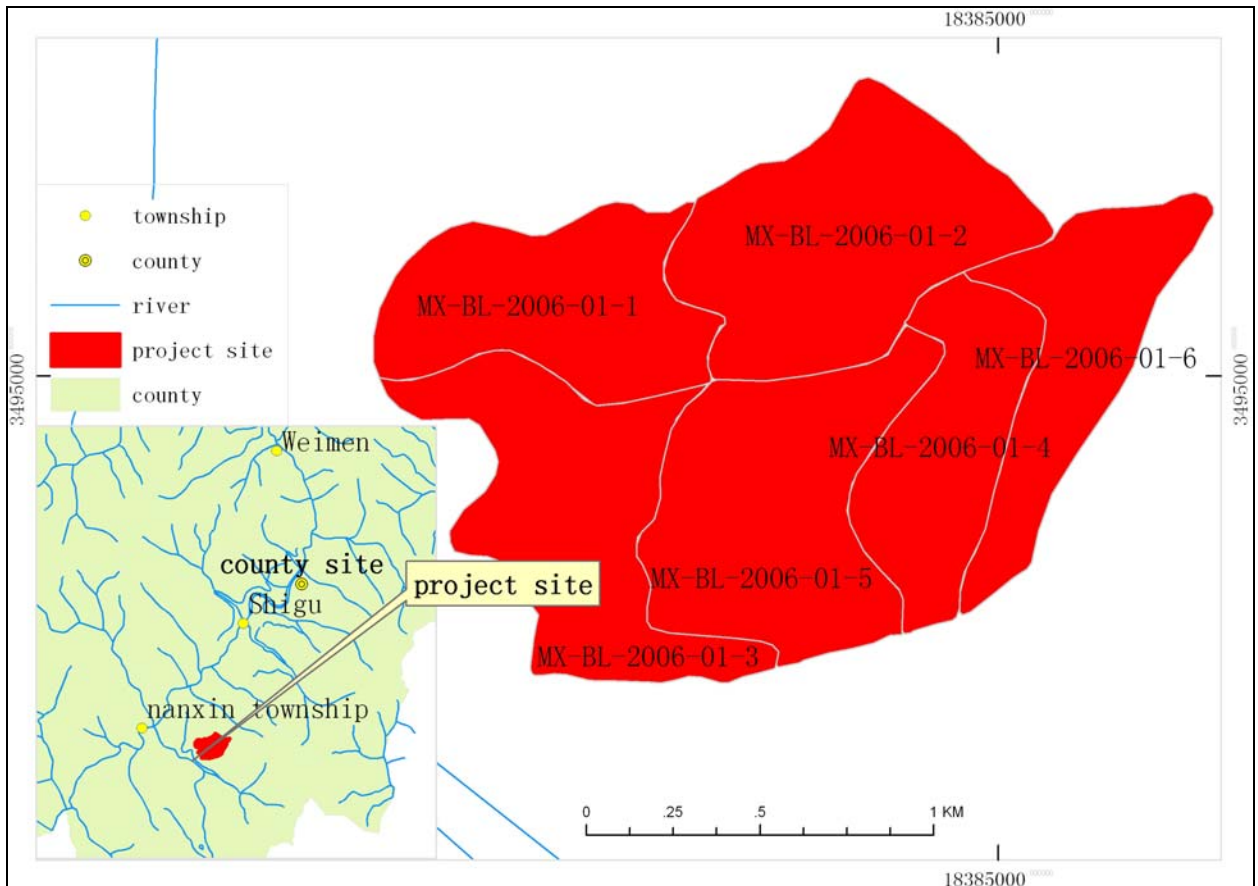 18385000
township
county
river
project site
county
3495000
3495000
MX-BL-2006-01-2
MX-BL-2006-01-1
MX-BL-2006-01-6
MX-BL-2006-01-4
MX-BL-2006-01-5
MX-BL-2006-01-3
Weimen
county site
project site
Shigu
nanxin township
0 .25 .5 1 KM
18385000